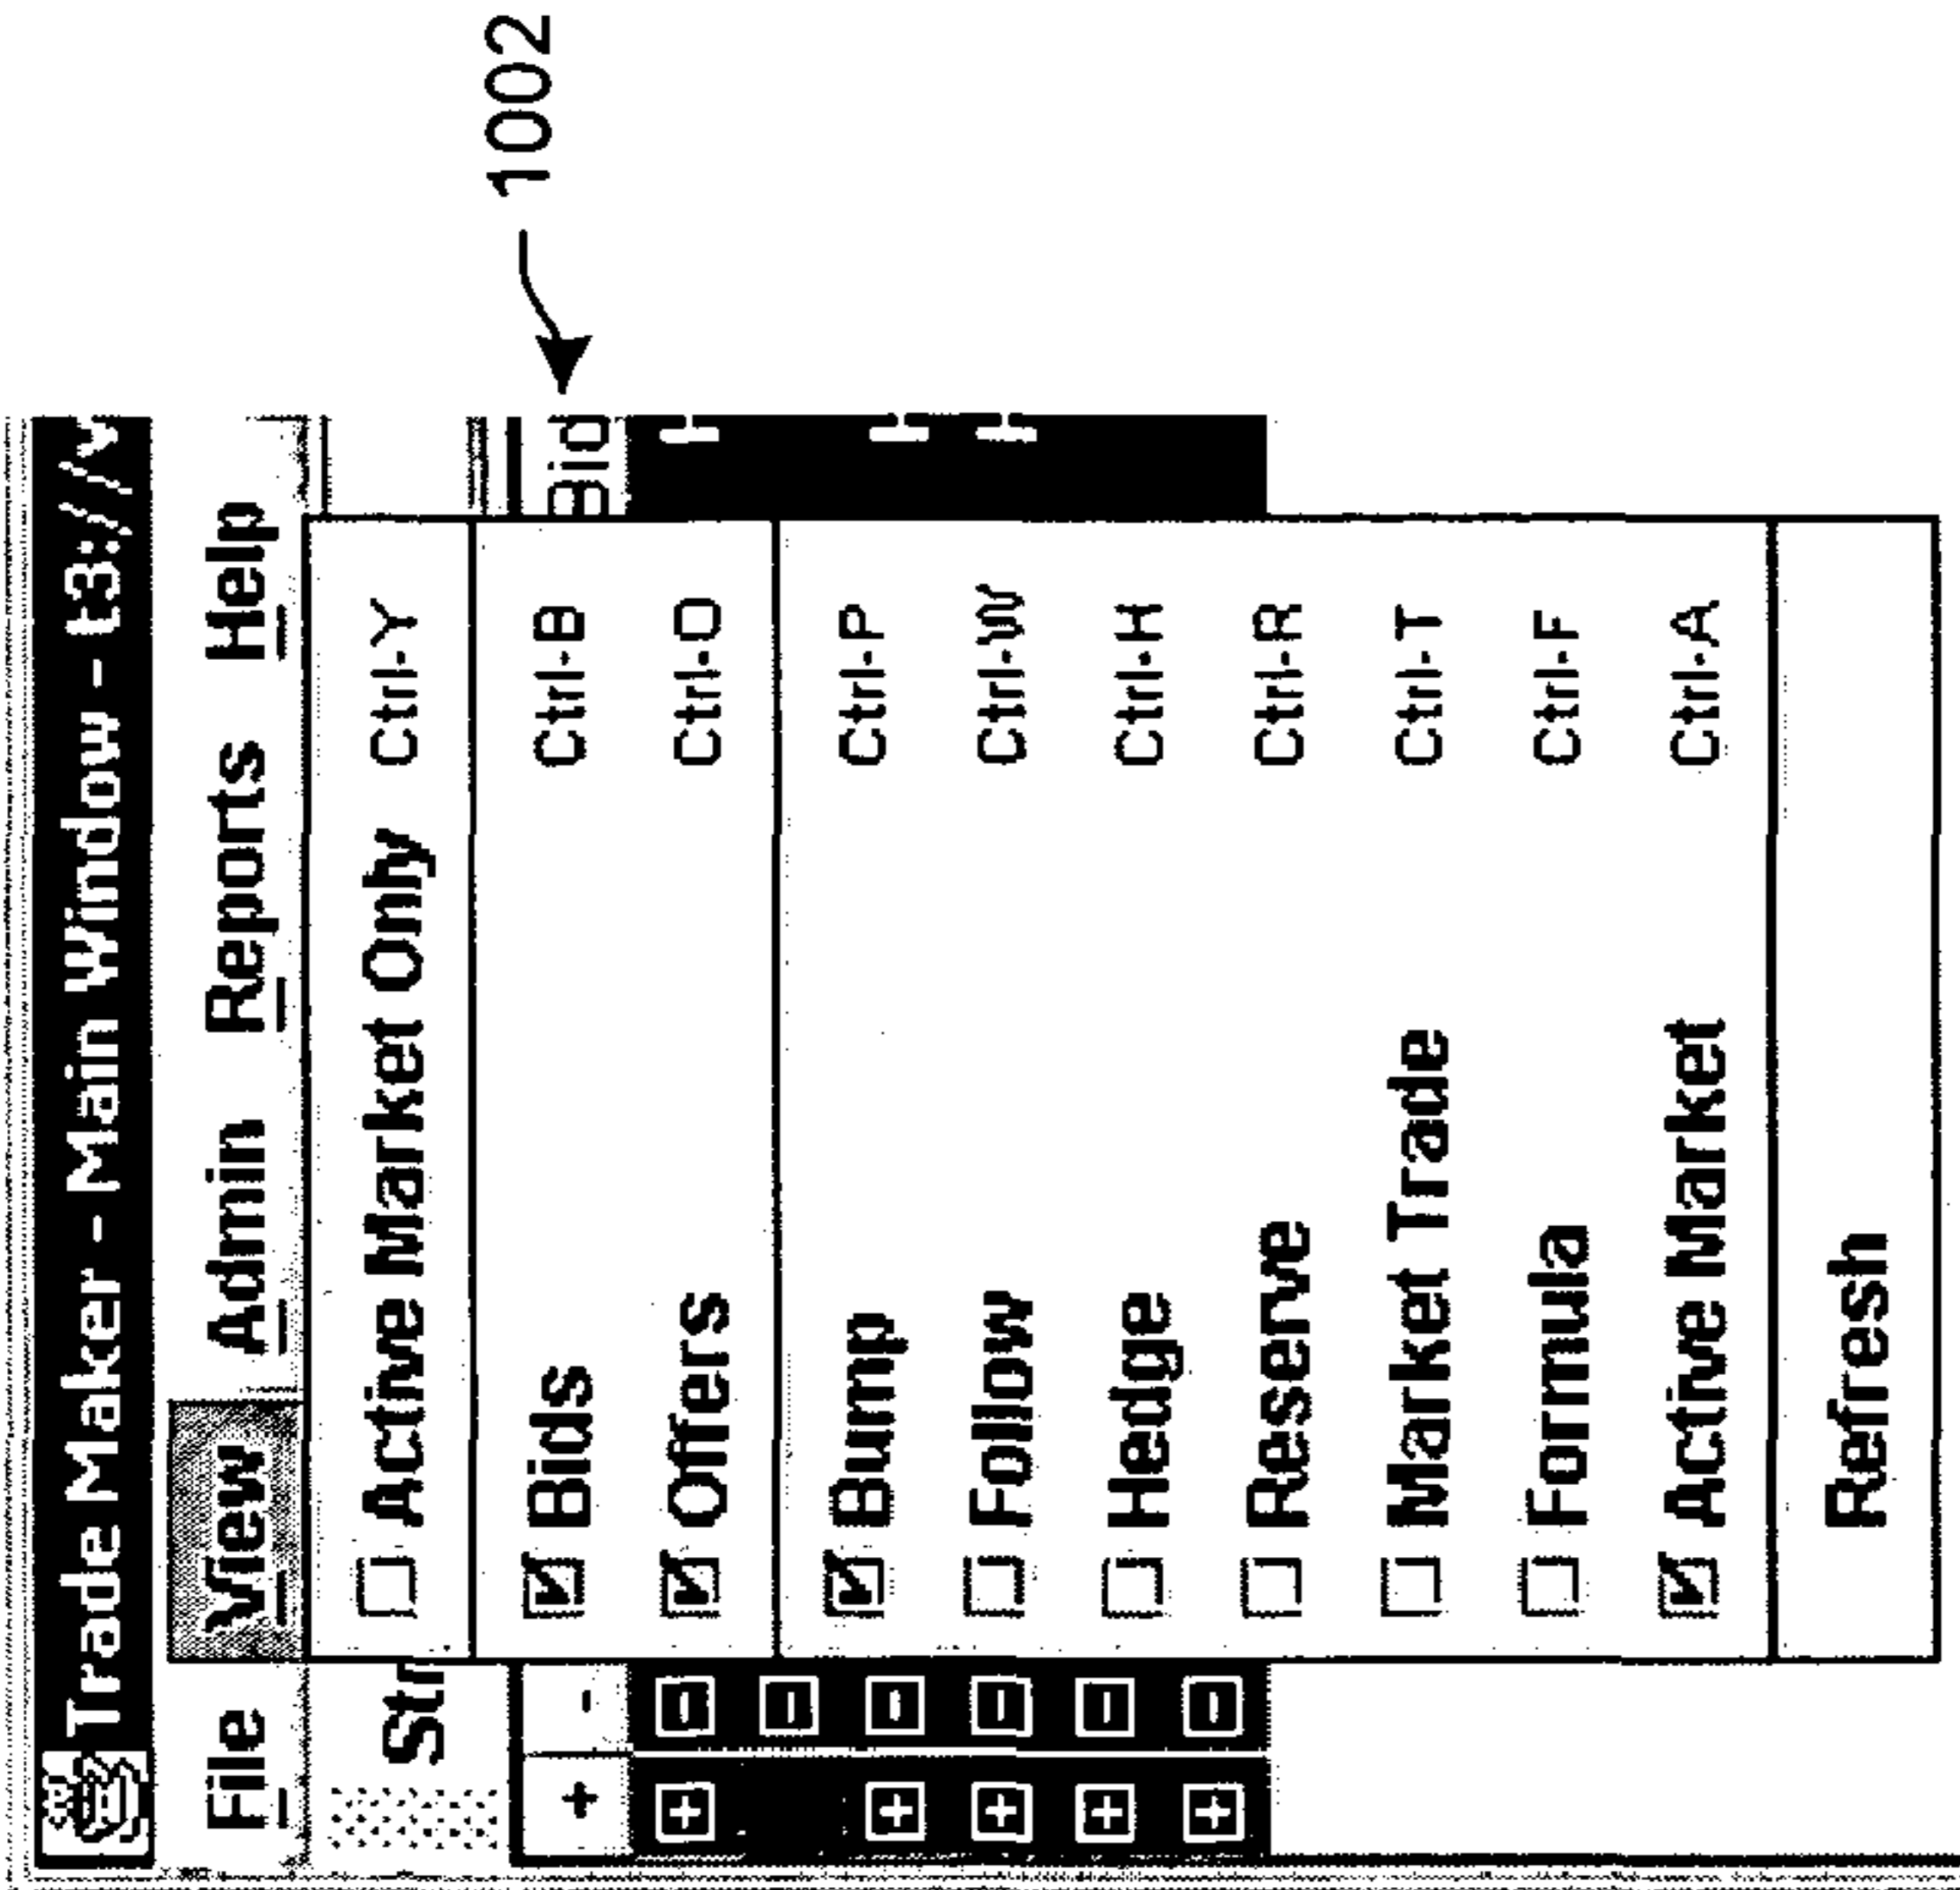 Trade Maker - Main Window - t3://
File View Admin Reports Help
Active Market Only Ctrl-Y
Bids Ctrl-B
Offers Ctrl-O
Bump Ctrl-P
Follow Ctrl-W
Hedge Ctrl-H
Reserve Ctrl-R
Market Trade Ctrl-T
Formula Ctrl-F
Active Market Ctrl-A
Refresh
Str
+ -
Bid
1002